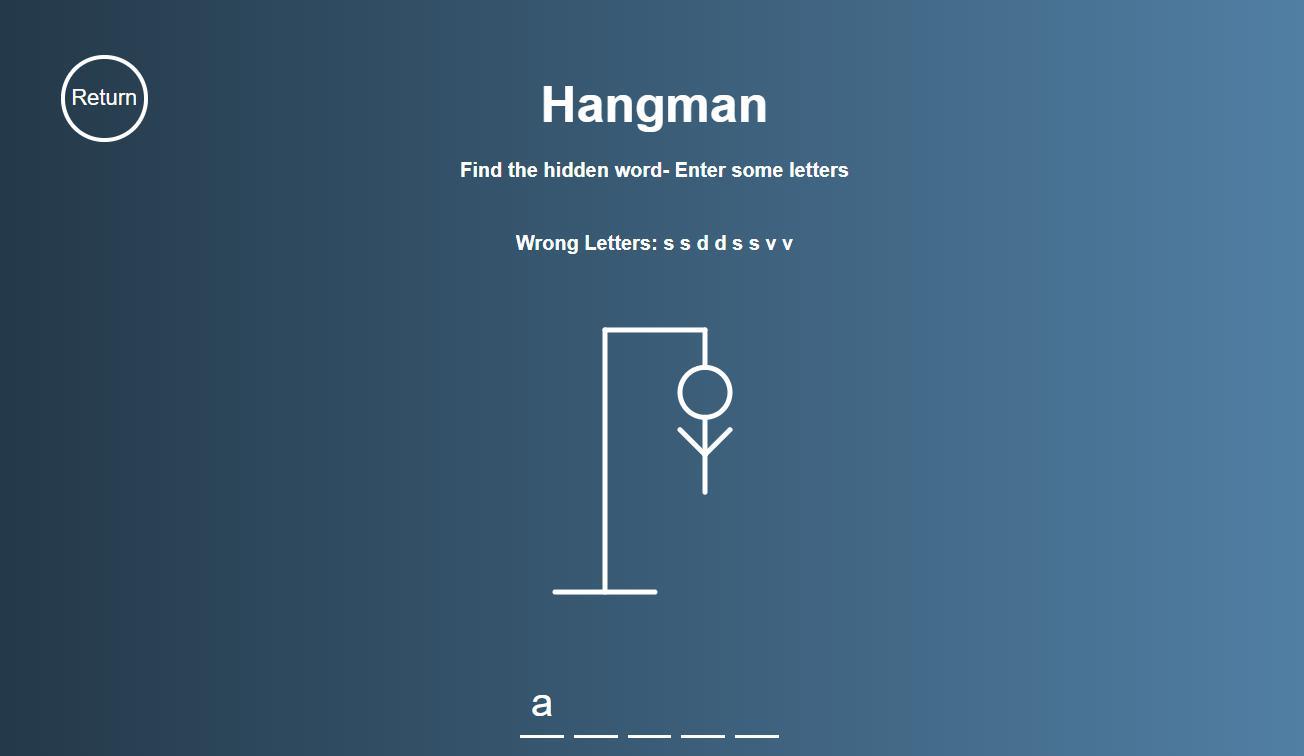 Return
Hangman
Find the hidden word- Enter some letters
Wrong Letters: s s d d s s v v
a